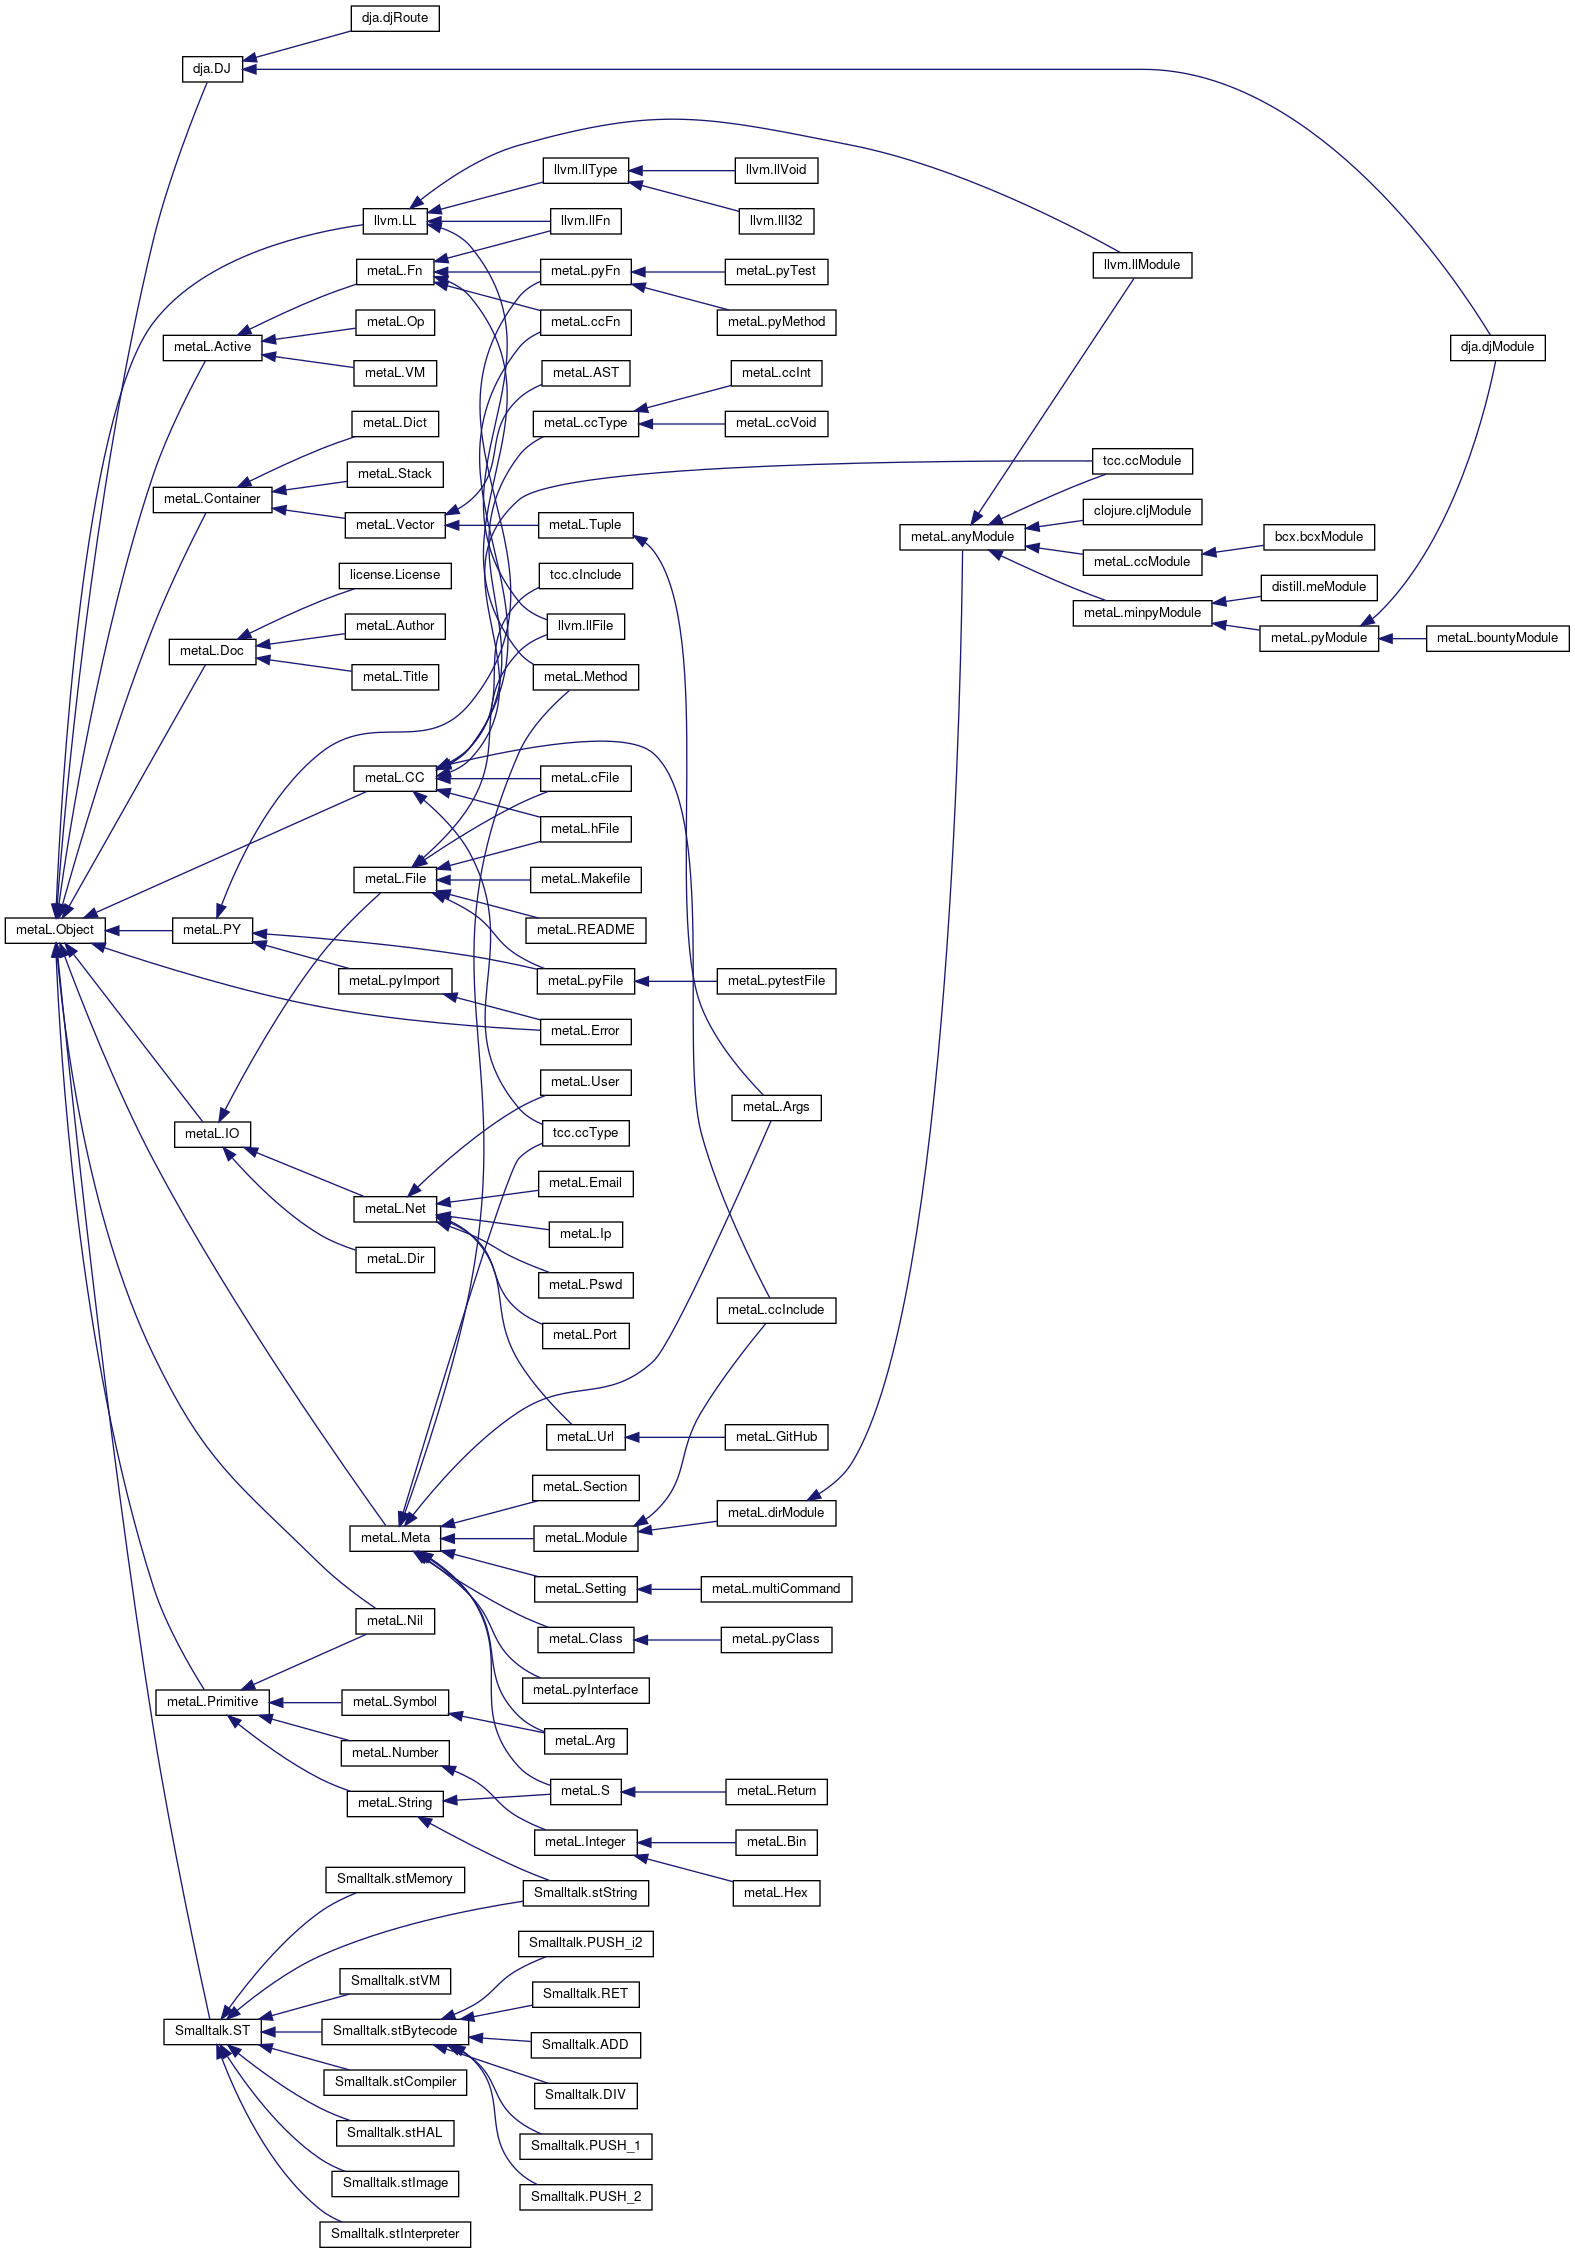 dja.djRoute
dja.DJ
llvm.llType
llvm.llVoid
llvm.LL
llvm.llFn
llvm.llI32
metaL.Fn
metaL.pyFn
metaL.pyTest
llvm.llModule
metaL.Op
metaL.ccFn
metaL.pyMethod
metaL.Active
dja.djModule
metaL.VM
metaL.AST
metaL.ccInt
metaL.Dict
metaL.ccType
metaL.ccVoid
metaL.Stack
tcc.ccModule
metaL.Container
clojure.cljModule
metaL.Vector
metaL.Tuple
metaL.anyModule
bcx.bcxModule
metaL.ccModule
license.License
tcc.cInclude
distill.meModule
metaL.minpyModule
metaL.Author
llvm.llFile
metaL.pyModule
metaL.bountyModule
metaL.Doc
metaL.Title
metaL.Method
metaL.CC
metaL.cFile
metaL.hFile
metaL.File
metaL.Makefile
metaL.Object
metaL.PY
metaL.README
metaL.pyImport
metaL.pyFile
metaL.pytestFile
metaL.Error
metaL.User
metaL.Args
metaL.IO
tcc.ccType
metaL.Email
metaL.Net
metaL.Ip
metaL.Dir
metaL.Pswd
metaL.ccInclude
metaL.Port
metaL.Url
metaL.GitHub
metaL.Section
metaL.dirModule
metaL.Meta
metaL.Module
metaL.Setting
metaL.multiCommand
metaL.Nil
metaL.Class
metaL.pyClass
metaL.pyInterface
metaL.Primitive
metaL.Symbol
metaL.Arg
metaL.Number
metaL.S
metaL.Return
metaL.String
metaL.Integer
metaL.Bin
Smalltalk.stMemory
Smalltalk.stString
metaL.Hex
Smalltalk.PUSH_i2
Smalltalk.stVM
Smalltalk.RET
Smalltalk.ST
Smalltalk.stBytecode
Smalltalk.ADD
Smalltalk.stCompiler
Smalltalk.DIV
Smalltalk.stHAL
Smalltalk.PUSH_1
Smalltalk.stImage
Smalltalk.PUSH_2
Smalltalk.stInterpreter